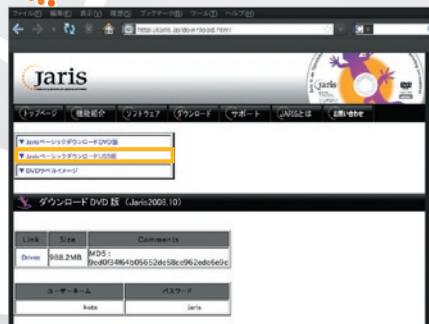 ファイル(F) 編集(E) 表示(V) 履歴(S) ブックマーク(B) ツール(T) ヘルプ(H)
http://jaris.jp/download.html
jaris
トップページ 機能紹介 ソフトウェア ダウンロード サポート JARISとは お問い合わせ
▼ Jarisベーシックダウンロード DVD版
▼ Jarisベーシックダウンロード USB版
▼ DVDラベルイメージ
ダウンロード DVD 版 (Jaris2008.10)
Link Size Comments
Drivee 988.2MB MD5 :
ユーザーネーム パスワード
hota jaris